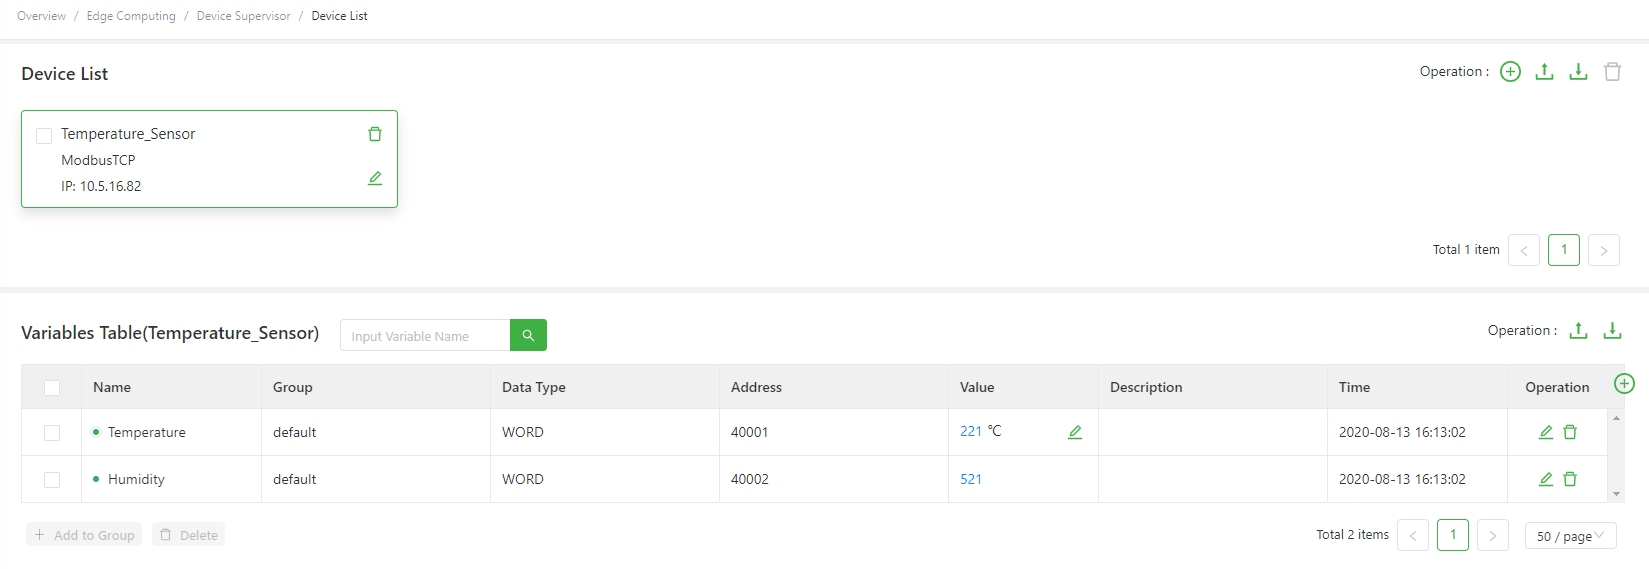 Overview / Edge Computing / Device Supervisor / Device List
Device List
Operation :
Temperature_Sensor
ModbusTCP
IP: 10.5.16.82
Total 1 item < 1 >
Variables Table(Temperature_Sensor)
Input Variable Name
Operation :
Name Group Data Type Address Value Description Time Operation
Temperature default WORD 40001 221 ℃ 2020-08-13 16:13:02
Humidity default WORD 40002 521 2020-08-13 16:13:02
+ Add to Group Delete
Total 2 items < 1 > 50 / page